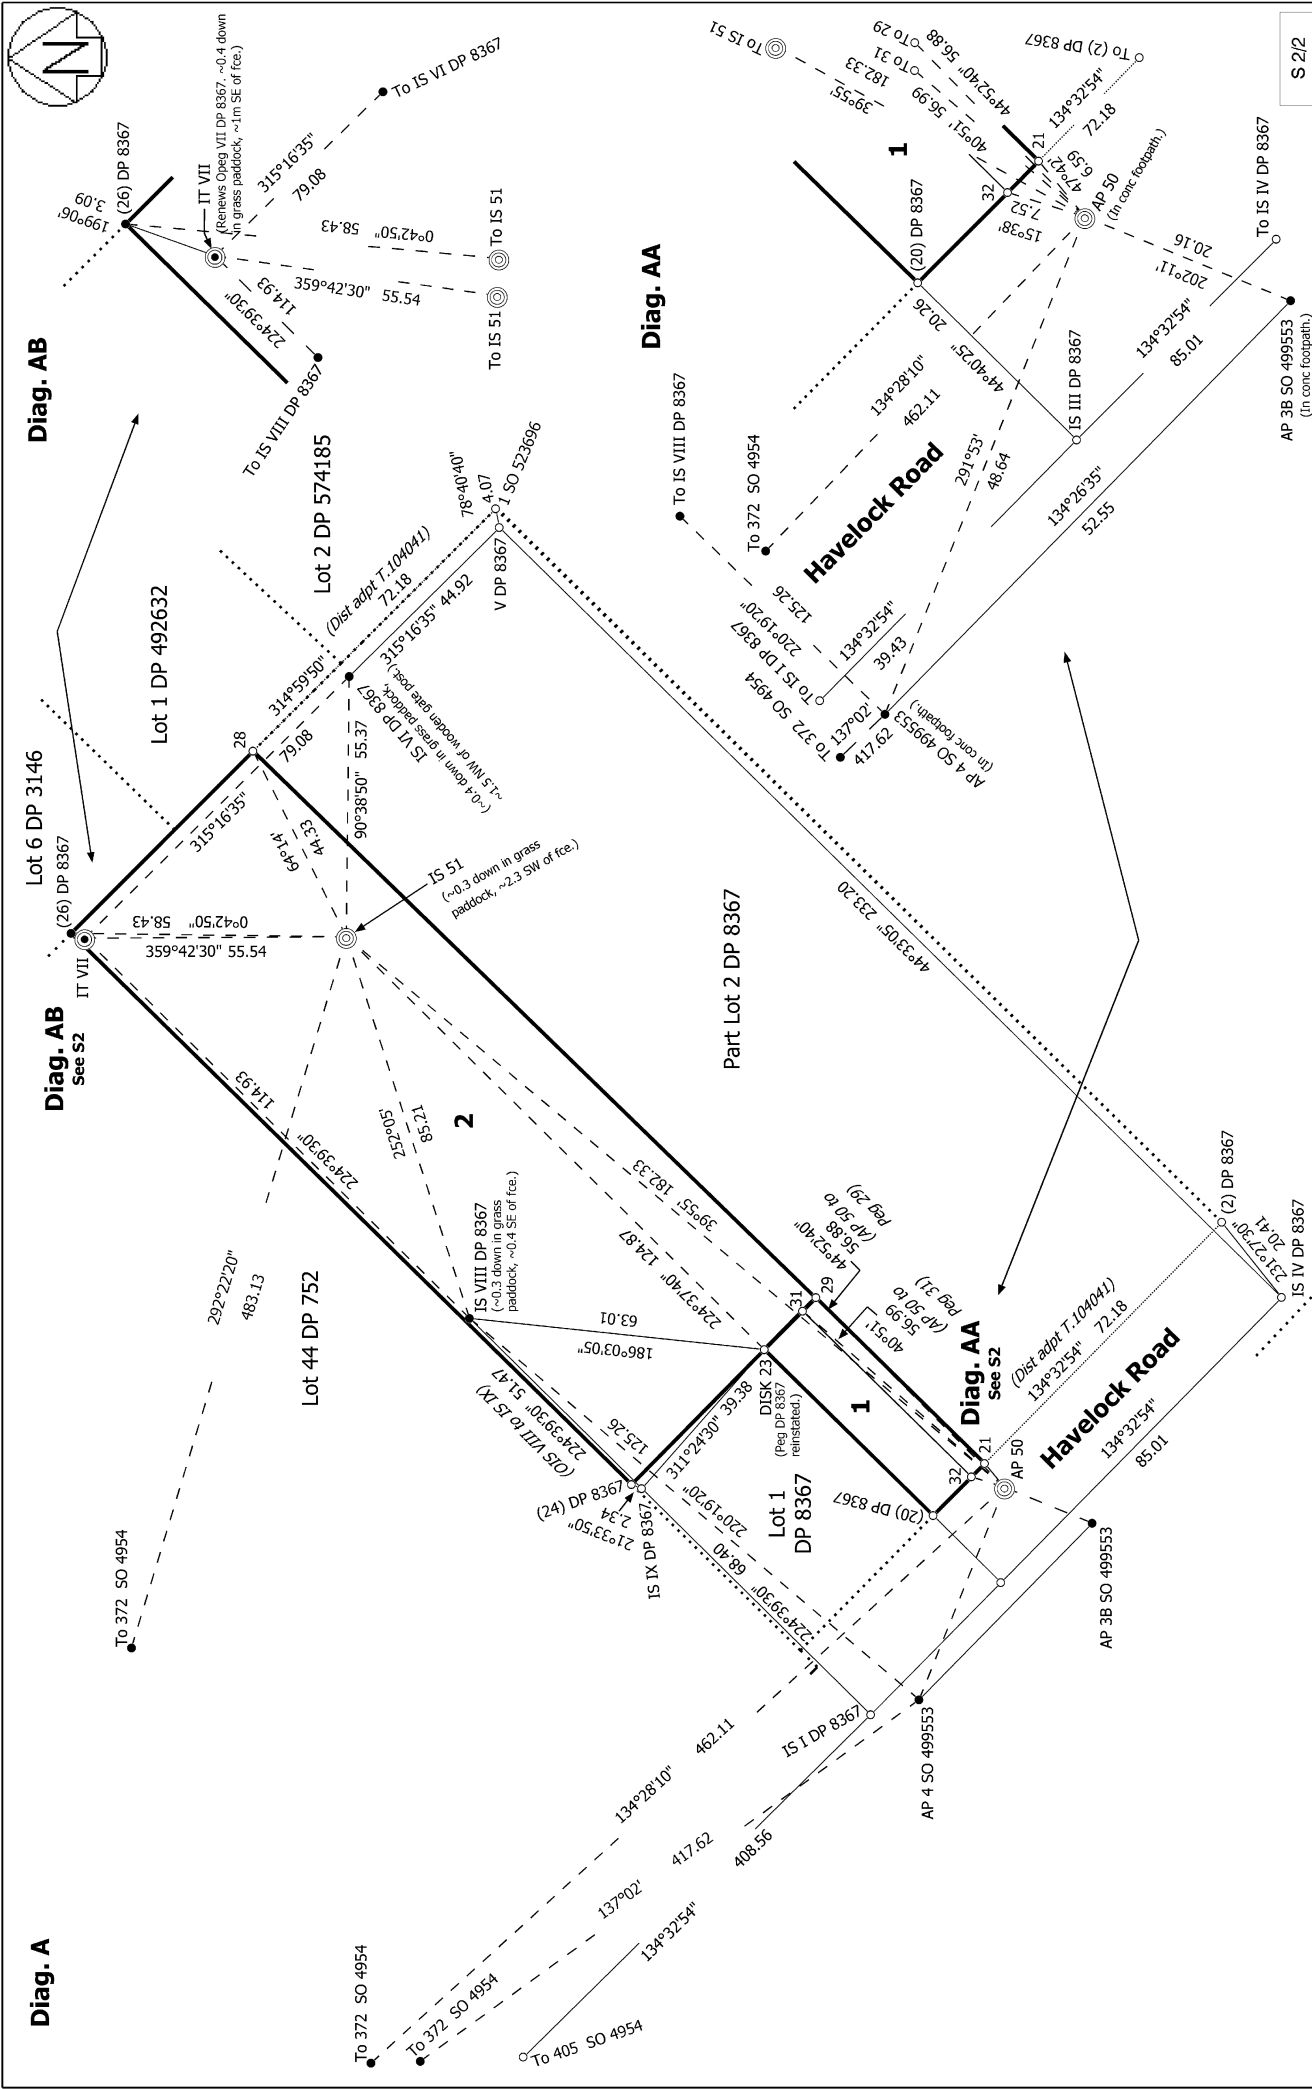 Diag. A
Diag. AB
Diag. AA
N
S 2/2
(26) DP 8367
199°06'
3.09
IT VII
(Renews Opeg VII DP 8367. ~0.4 down
in grass paddock, ~1m SE of fce.)
315°16'35"
79.08
To IS VI DP 8367
0°42'50" 58.43
359°42'30" 55.54
To IS 51
To IS 51
224°39'30"
114.93
To IS VIII DP 8367
To IS 51
To 29
To 31
39°55'
182.33
56.99
40°51'
56.88
44°52'40"
To (2) DP 8367
134°32'54"
72.18
1
21
32
6.59
47°42'
7.52
15°38'
AP 50
(In conc footpath.)
(20) DP 8367
20.26
44°40'25"
202°11'
20.16
To IS IV DP 8367
134°32'54"
85.01
IS III DP 8367
AP 3B SO 499553
(In conc footpath.)
134°28'10"
462.11
291°53'
48.64
134°26'35"
52.55
Havelock Road
To IS VIII DP 8367
To 372 SO 4954
125.26
220°19'20"
To IS I DP 8367
134°32'54"
39.43
To 372 SO 4954
137°02'
417.62
AP 4 SO 499553
(In conc footpath.)
Lot 6 DP 3146
Lot 1 DP 492632
Lot 2 DP 574185
(26) DP 8367
IT VII
Diag. AB
See S2
28
315°16'35"
79.08
314°59'50"
(Dist adpt T.104041)
72.18
78°40'40"
4.07
1 SO 523696
V DP 8367
315°16'35" 44.92
IS VI DP 8367
(~0.4 down in grass paddock,
~1.5 NW of wooden gate post.)
0°42'50" 58.43
359°42'30" 55.54
64°14'
44.33
90°38'50" 55.37
IS 51
(~0.3 down in grass
paddock, ~2.3 SW of fce.)
114.93
224°39'30"
252°05'
85.21
2
292°22'20"
483.13
Lot 44 DP 752
To 372 SO 4954
IS VIII DP 8367
(~0.3 down in grass
paddock, ~0.4 SE of fce.)
Part Lot 2 DP 8367
233.20
44°33'05"
39°55' 182.33
224°37'40" 124.87
186°03'05" 63.01
224°39'30" 51.47
(OIS VIII to IS IX)
(24) DP 8367
2.34
21°33'50"
IS IX DP 8367
311°24'30" 39.38
DISK 23
(Peg DP 8367
reinstated.)
31
29
44°52'40"
56.88
(AP 50 to
Peg 29)
40°51'
56.99
(AP 50 to
Peg 31)
1
Lot 1
DP 8367
125.26
220°19'20"
224°39'30" 68.40
(20) DP 8367
32
21
AP 50
Diag. AA
See S2
(Dist adpt T.104041)
134°32'54" 72.18
(2) DP 8367
231°27'30"
20.41
IS IV DP 8367
Havelock Road
134°32'54"
85.01
AP 3B SO 499553
AP 4 SO 499553
IS I DP 8367
134°28'10" 462.11
137°02' 417.62
134°32'54" 408.56
To 372 SO 4954
To 372 SO 4954
To 405 SO 4954